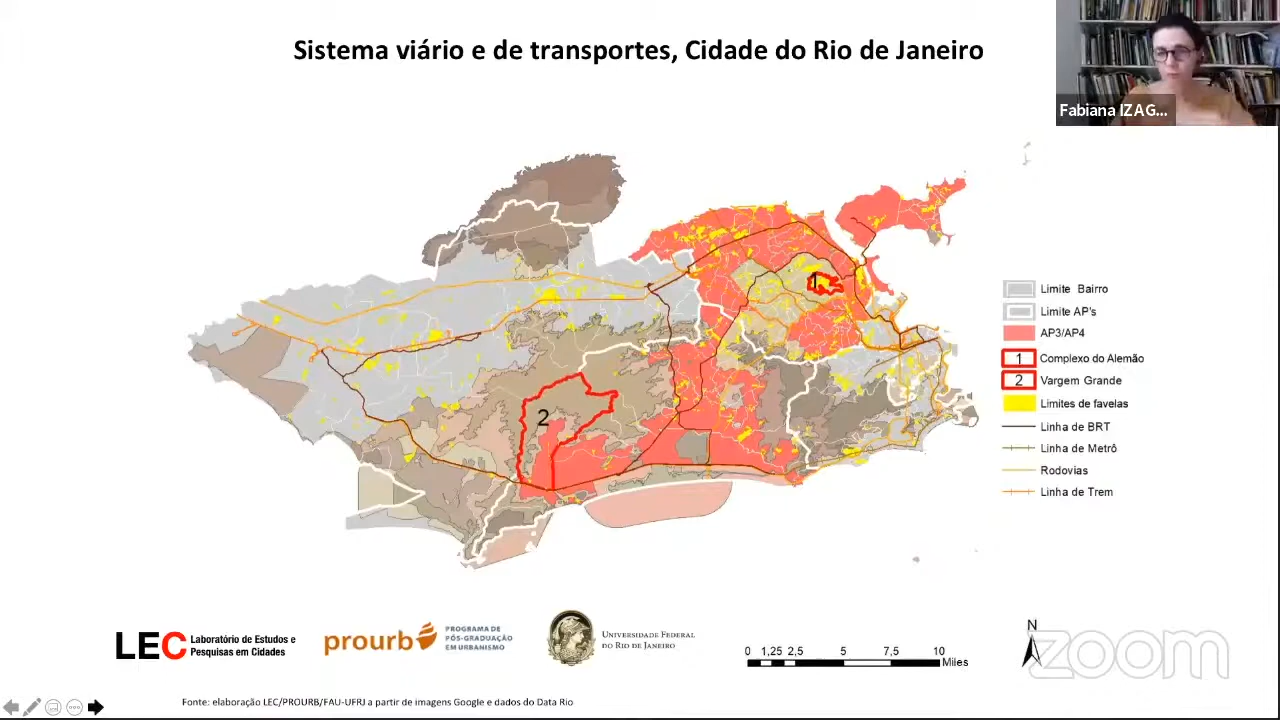 Sistema viário e de transportes, Cidade do Rio de Janeiro
Fabiana IZAG...
1
2
Limite Bairro
Limite AP's
AP3/AP4
1 Complexo do Alemão
2 Vargem Grande
Limites de favelas
Linha de BRT
Linha de Metrô
Rodovias
Linha de Trem
LEC Laboratório de Estudos e
Pesquisas em Cidades
prourb PROGRAMA DE
PÓS-GRADUAÇÃO
EM URBANISMO
UNIVERSIDADE FEDERAL
DO RIO DE JANEIRO
0 1,25 2,5 5 7,5 10
Miles
N
zoom
Fonte: elaboração LEC/PROURB/FAU-UFRJ a partir de imagens Google e dados do Data Rio